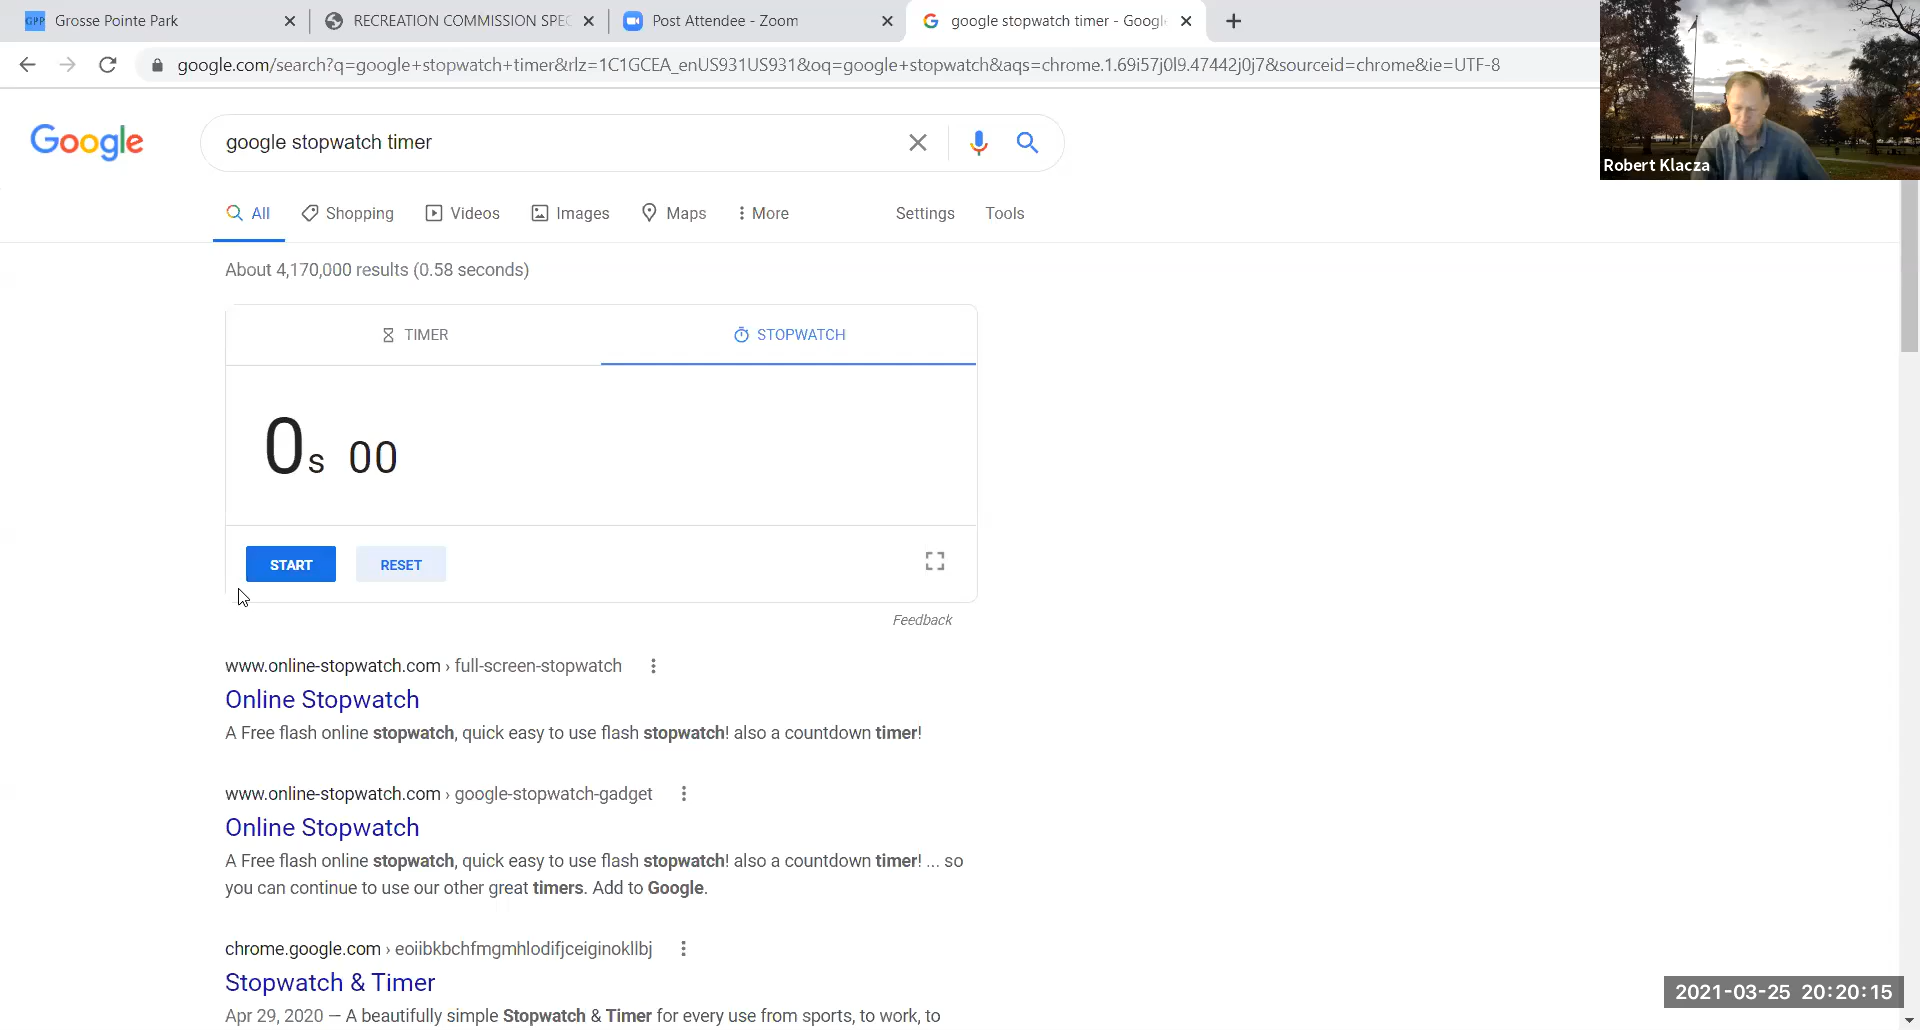 GPP Grosse Pointe Park
RECREATION COMMISSION SPEC
Post Attendee - Zoom
google stopwatch timer - Googl
google.com/search?q=google+stopwatch+timer&rlz=1C1GCEA_enUS931US931&oq=google+stopwatch&aqs=chrome.1.69i57j0l9.47442j0j7&sourceid=chrome&ie=UTF-8
Robert Klacza
Google
google stopwatch timer
All
Shopping
Videos
Images
Maps
More
Settings
Tools
About 4,170,000 results (0.58 seconds)
TIMER
STOPWATCH
0s 00
START
RESET
Feedback
www.online-stopwatch.com › full-screen-stopwatch
Online Stopwatch
A Free flash online stopwatch, quick easy to use flash stopwatch! also a countdown timer!
www.online-stopwatch.com › google-stopwatch-gadget
Online Stopwatch
A Free flash online stopwatch, quick easy to use flash stopwatch! also a countdown timer! ... so
you can continue to use our other great timers. Add to Google.
chrome.google.com › eoiibkbchfmgmhlodifjceiginokllbj
Stopwatch & Timer
Apr 29, 2020 — A beautifully simple Stopwatch & Timer for every use from sports, to work, to
2021-03-25 20:20:15